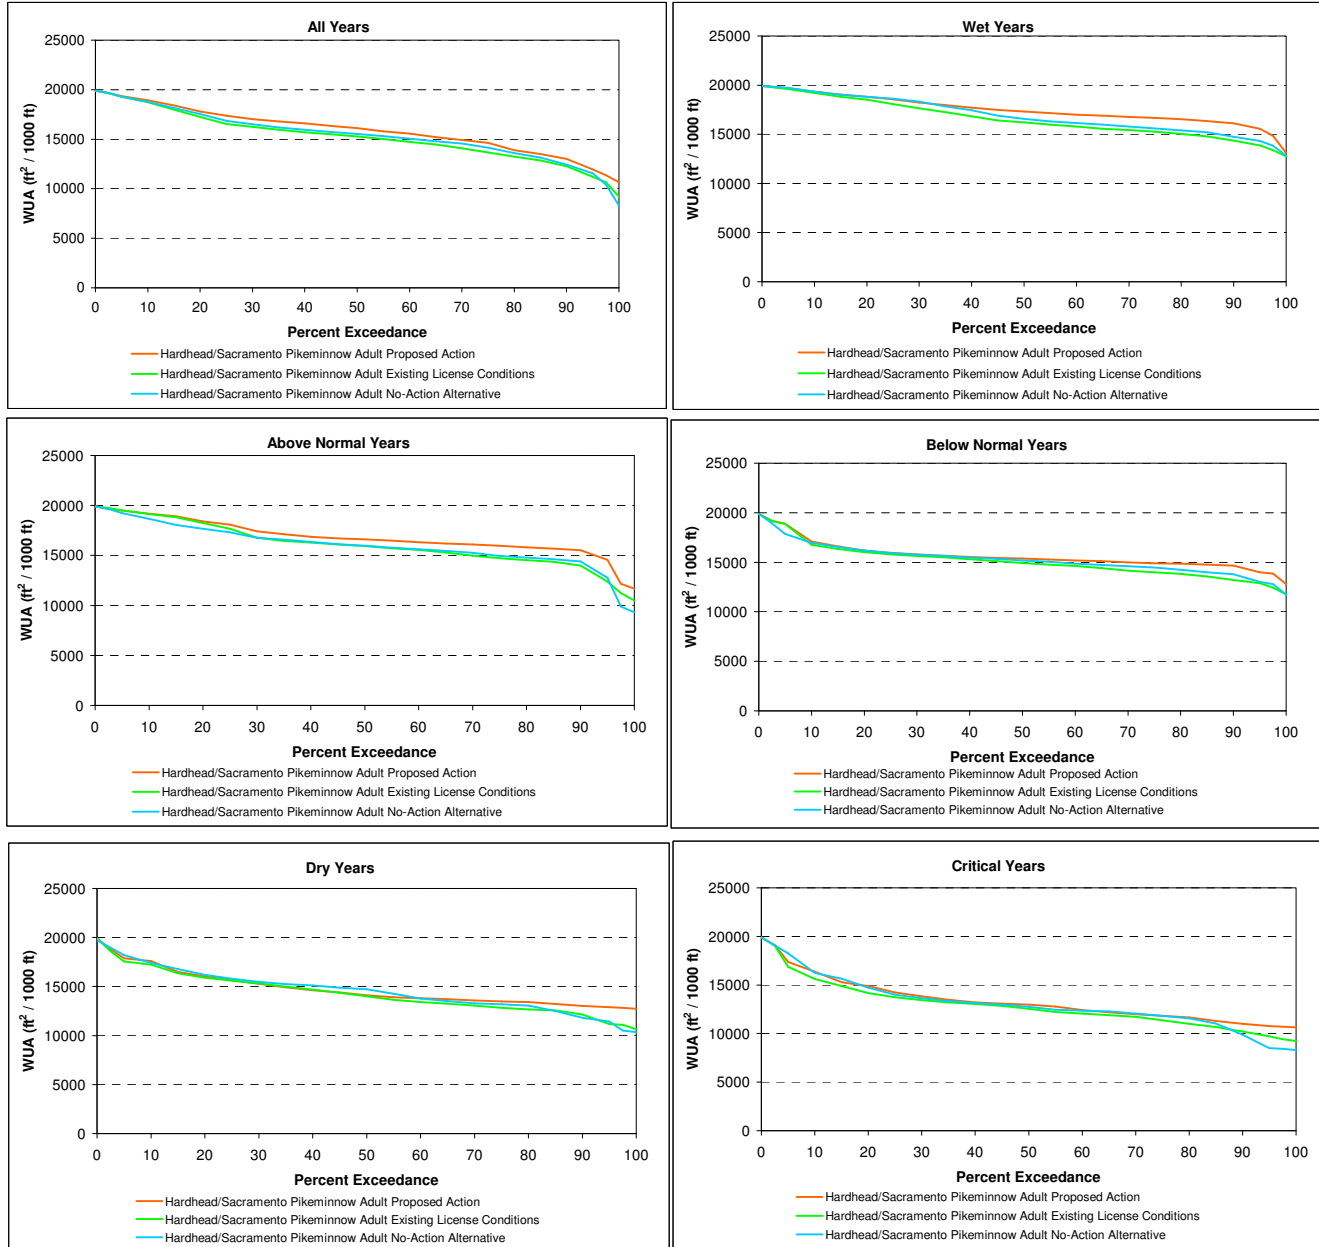 All Years
25000
20000
15000
10000
5000
0
WUA (ft² / 1000 ft)
0 10 20 30 40 50 60 70 80 90 100
Percent Exceedance
Hardhead/Sacramento Pikeminnow Adult Proposed Action
Hardhead/Sacramento Pikeminnow Adult Existing License Conditions
Hardhead/Sacramento Pikeminnow Adult No-Action Alternative
Wet Years
25000
20000
15000
10000
5000
0
WUA (ft² / 1000 ft)
0 10 20 30 40 50 60 70 80 90 100
Percent Exceedance
Hardhead/Sacramento Pikeminnow Adult Proposed Action
Hardhead/Sacramento Pikeminnow Adult Existing License Conditions
Hardhead/Sacramento Pikeminnow Adult No-Action Alternative
Above Normal Years
25000
20000
15000
10000
5000
0
WUA (ft² / 1000 ft)
0 10 20 30 40 50 60 70 80 90 100
Percent Exceedance
Hardhead/Sacramento Pikeminnow Adult Proposed Action
Hardhead/Sacramento Pikeminnow Adult Existing License Conditions
Hardhead/Sacramento Pikeminnow Adult No-Action Alternative
Below Normal Years
25000
20000
15000
10000
5000
0
WUA (ft² / 1000 ft)
0 10 20 30 40 50 60 70 80 90 100
Percent Exceedance
Hardhead/Sacramento Pikeminnow Adult Proposed Action
Hardhead/Sacramento Pikeminnow Adult Existing License Conditions
Hardhead/Sacramento Pikeminnow Adult No-Action Alternative
Dry Years
25000
20000
15000
10000
5000
0
WUA (ft² / 1000 ft)
0 10 20 30 40 50 60 70 80 90 100
Percent Exceedance
Hardhead/Sacramento Pikeminnow Adult Proposed Action
Hardhead/Sacramento Pikeminnow Adult Existing License Conditions
Hardhead/Sacramento Pikeminnow Adult No-Action Alternative
Critical Years
25000
20000
15000
10000
5000
0
WUA (ft² / 1000 ft)
0 10 20 30 40 50 60 70 80 90 100
Percent Exceedance
Hardhead/Sacramento Pikeminnow Adult Proposed Action
Hardhead/Sacramento Pikeminnow Adult Existing License Conditions
Hardhead/Sacramento Pikeminnow Adult No-Action Alternative